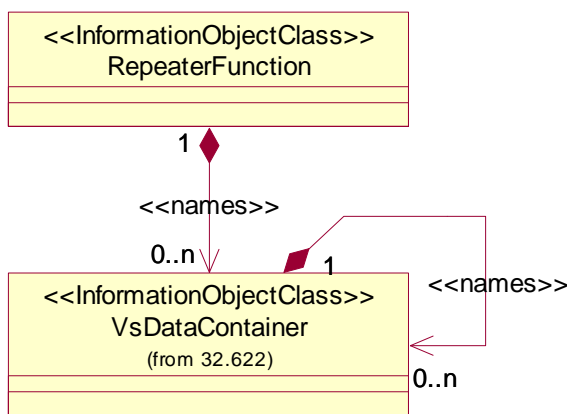 <<InformationObjectClass>>
RepeaterFunction
1
<<names>>
0..n
1
<<InformationObjectClass>>
VsDataContainer
(from 32.622)
<<names>>
0..n